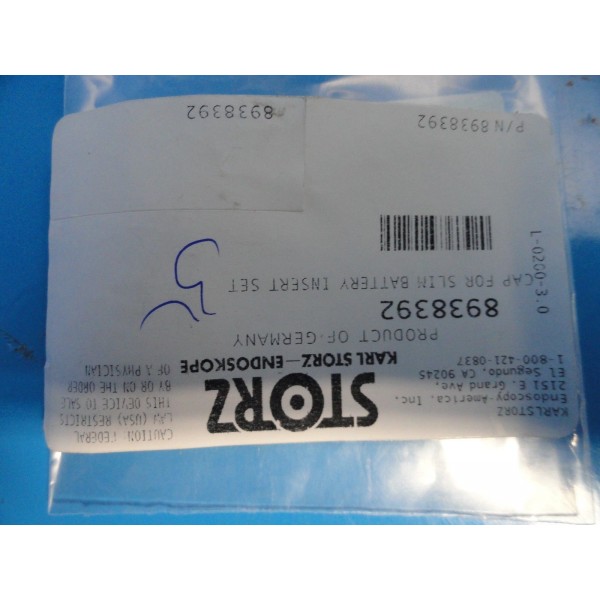 KARL STORZ
Endoscopy-America, Inc.
2151 E. Grand Ave.
El Segundo, CA 90245
1-800-421-0837
STORZ
KARL STORZ—ENDOSKOPE
CAUTION: FEDERAL
LAW (USA) RESTRICTS
THIS DEVICE TO SALE
BY OR ON THE ORDER
OF A PHYSICIAN
PRODUCT OF GERMANY
8938392
CAP FOR SLIM BATTERY INSERT SET
L-0200-3.0
P/N 8938392
8938392